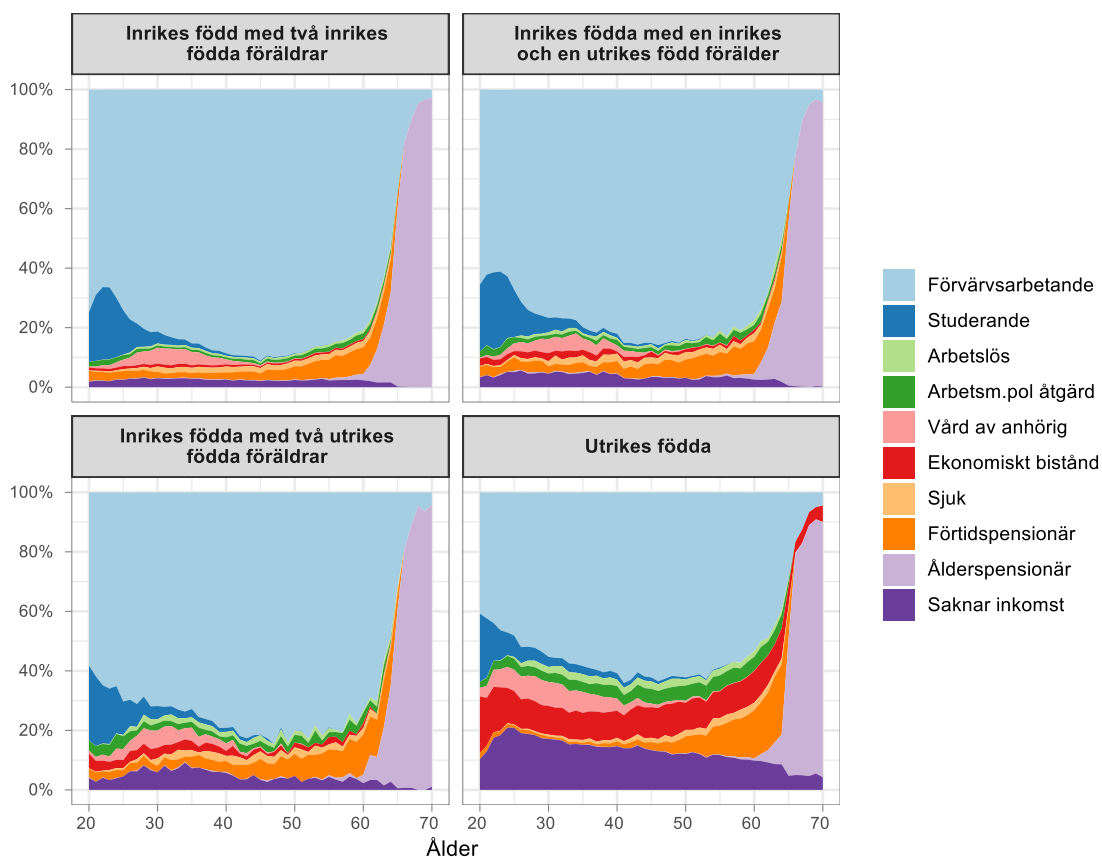 Inrikes född med två inrikes
födda föräldrar
Inrikes födda med en inrikes
och en utrikes född förälder
100%
80%
60%
40%
20%
0%
Inrikes födda med två utrikes
födda föräldrar
Utrikes födda
100%
80%
60%
40%
20%
0%
20 30 40 50 60 70
20 30 40 50 60 70
Ålder
Förvärvsarbetande
Studerande
Arbetslös
Arbetsm.pol åtgärd
Vård av anhörig
Ekonomiskt bistånd
Sjuk
Förtidspensionär
Ålderspensionär
Saknar inkomst